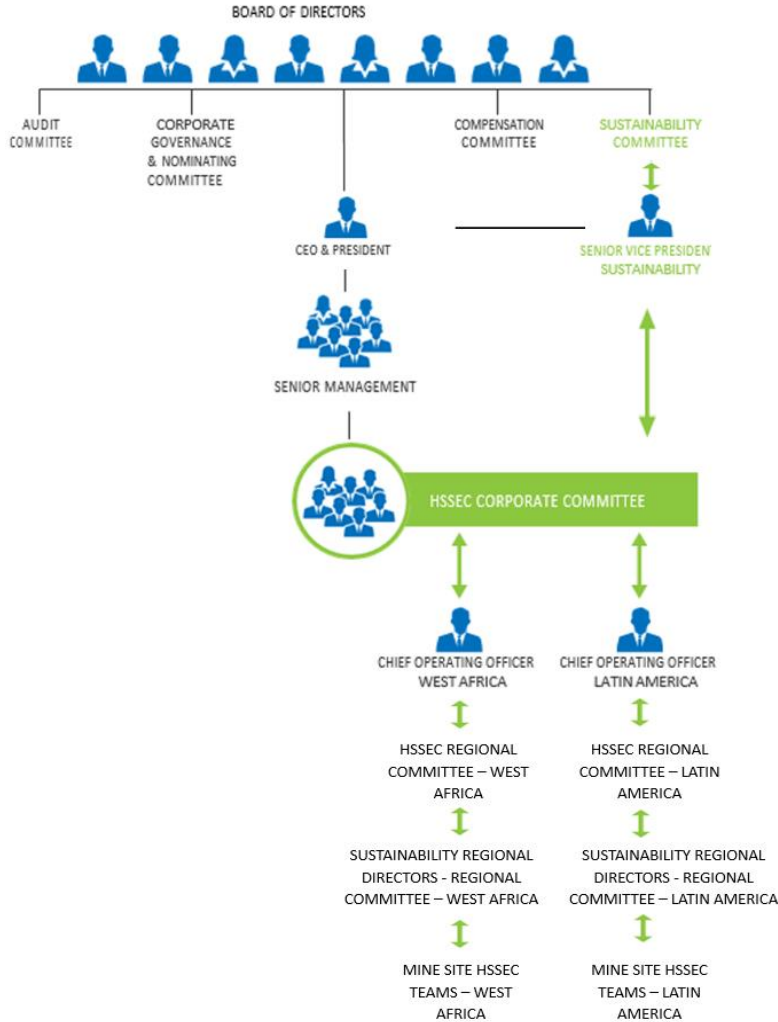 BOARD OF DIRECTORS
AUDIT
COMMITTEE
CORPORATE
GOVERNANCE
& NOMINATING
COMMITTEE
COMPENSATION
COMMITTEE
SUSTAINABILITY
COMMITTEE
CEO & PRESIDENT
SENIOR VICE PRESIDEN
SUSTAINABILITY
SENIOR MANAGEMENT
HSSEC CORPORATE COMMITTEE
CHIEF OPERATING OFFICER
WEST AFRICA
CHIEF OPERATING OFFICER
LATIN AMERICA
HSSEC REGIONAL
COMMITTEE – WEST
AFRICA
HSSEC REGIONAL
COMMITTEE – LATIN
AMERICA
SUSTAINABILITY REGIONAL
DIRECTORS - REGIONAL
COMMITTEE – WEST AFRICA
SUSTAINABILITY REGIONAL
DIRECTORS - REGIONAL
COMMITTEE – LATIN AMERICA
MINE SITE HSSEC
TEAMS – WEST
AFRICA
MINE SITE HSSEC
TEAMS – LATIN
AMERICA